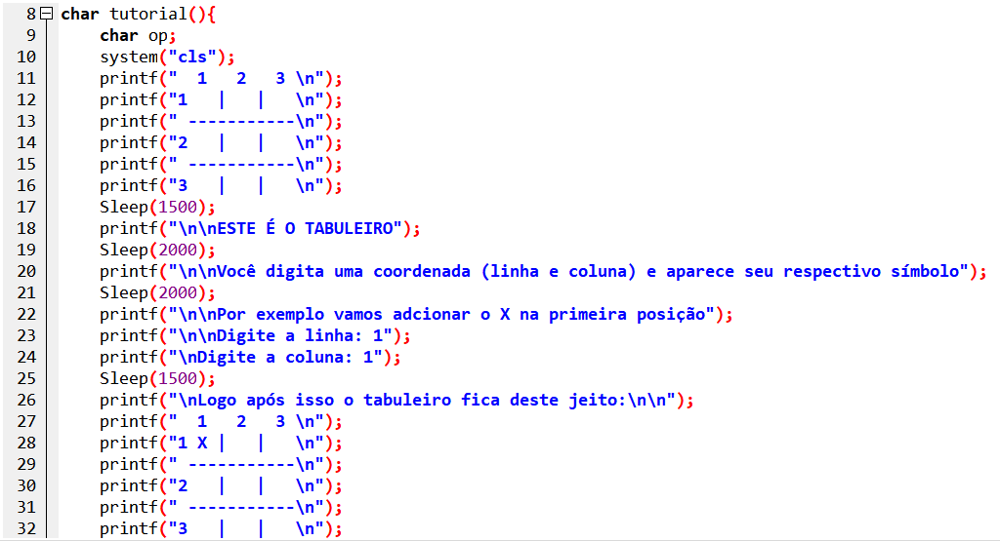 8 char tutorial(){
9 char op;
10 system("cls");
11 printf("  1   2   3 \n");
12 printf("1   |   |   \n");
13 printf(" -----------\n");
14 printf("2   |   |   \n");
15 printf(" -----------\n");
16 printf("3   |   |   \n");
17 Sleep(1500);
18 printf("\n\nESTE É O TABULEIRO");
19 Sleep(2000);
20 printf("\n\nVocê digita uma coordenada (linha e coluna) e aparece seu respectivo símbolo");
21 Sleep(2000);
22 printf("\n\nPor exemplo vamos adcionar o X na primeira posição");
23 printf("\n\nDigite a linha: 1");
24 printf("\nDigite a coluna: 1");
25 Sleep(1500);
26 printf("\nLogo após isso o tabuleiro fica deste jeito:\n\n");
27 printf("  1   2   3 \n");
28 printf("1 X |   |   \n");
29 printf(" -----------\n");
30 printf("2   |   |   \n");
31 printf(" -----------\n");
32 printf("3   |   |   \n");